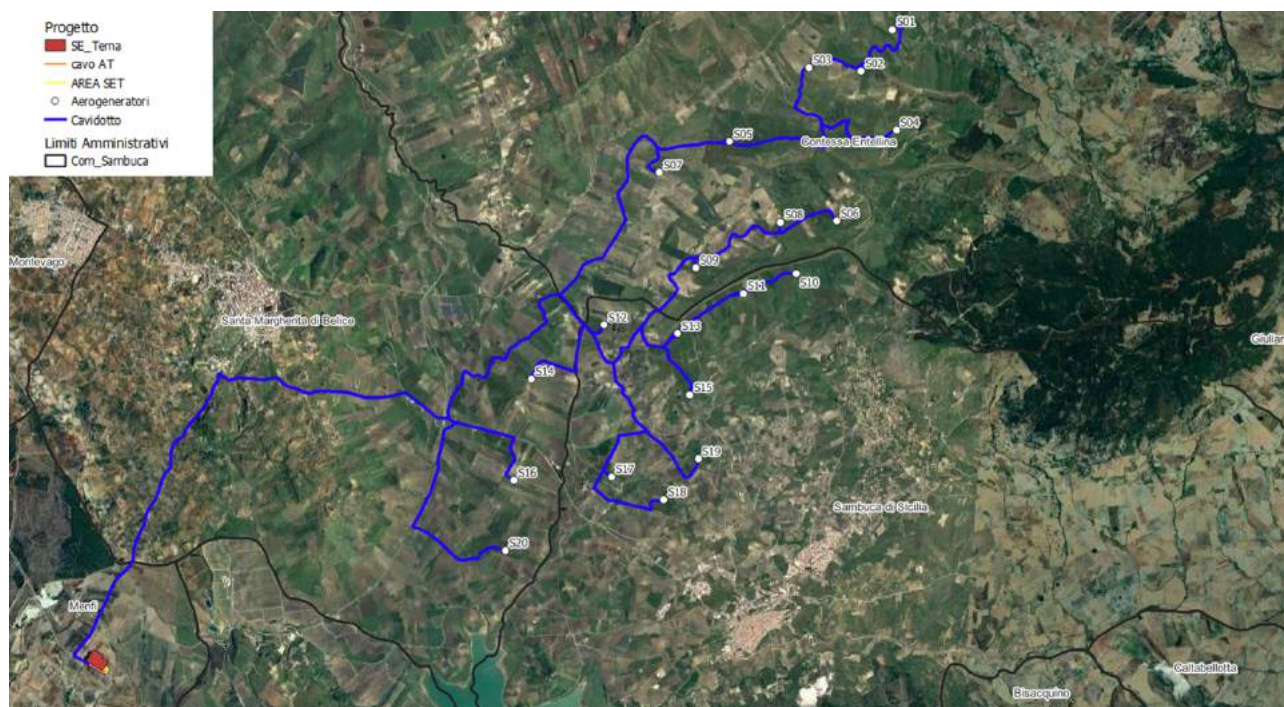 Progetto
SE_Terna
cavo AT
AREA SET
Aerogeneratori
Cavidotto
Limiti Amministrativi
Com_Sambuca
S01
S03
S02
S04
S05
Contessa Entellina
S07
S08
S06
Montevago
S09
S10
S11
Santa Margherita di Belice
S12
S13
Giulian
S14
S15
S19
S16
S17
S18
Sambuca di Sicilia
S20
Menfi
Caltabellotta
Bisacquino